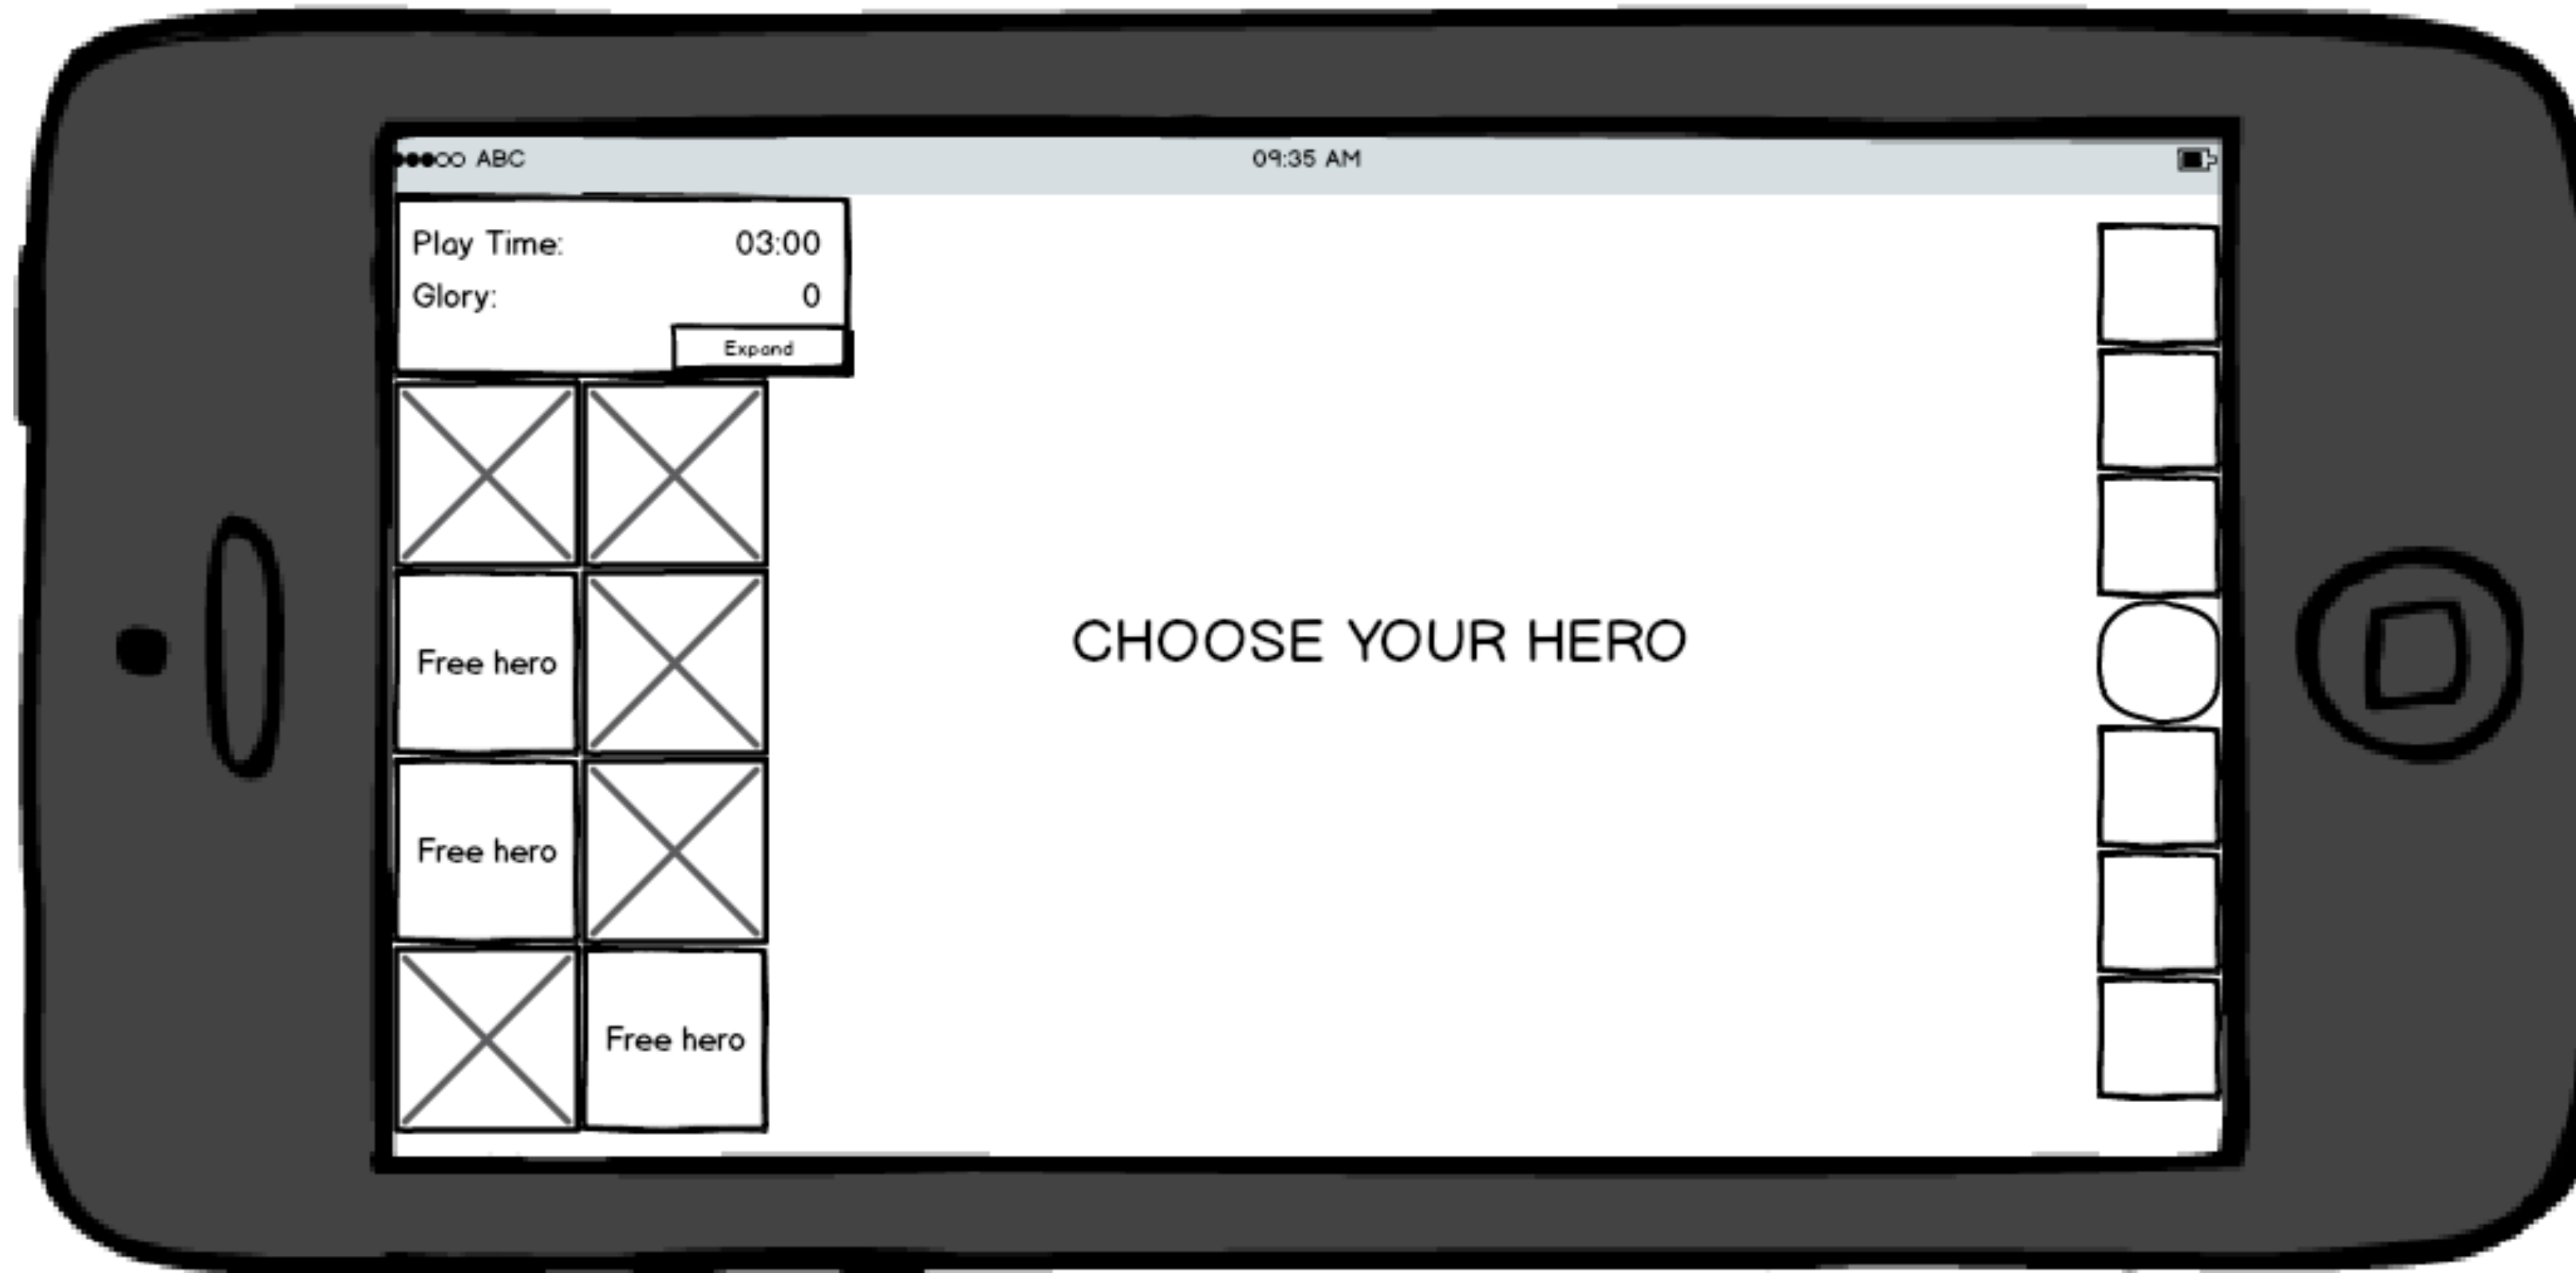 ABC 09:35 AM
Play Time: 03:00
Glory: 0
Expand
CHOOSE YOUR HERO
Free hero
Free hero
Free hero